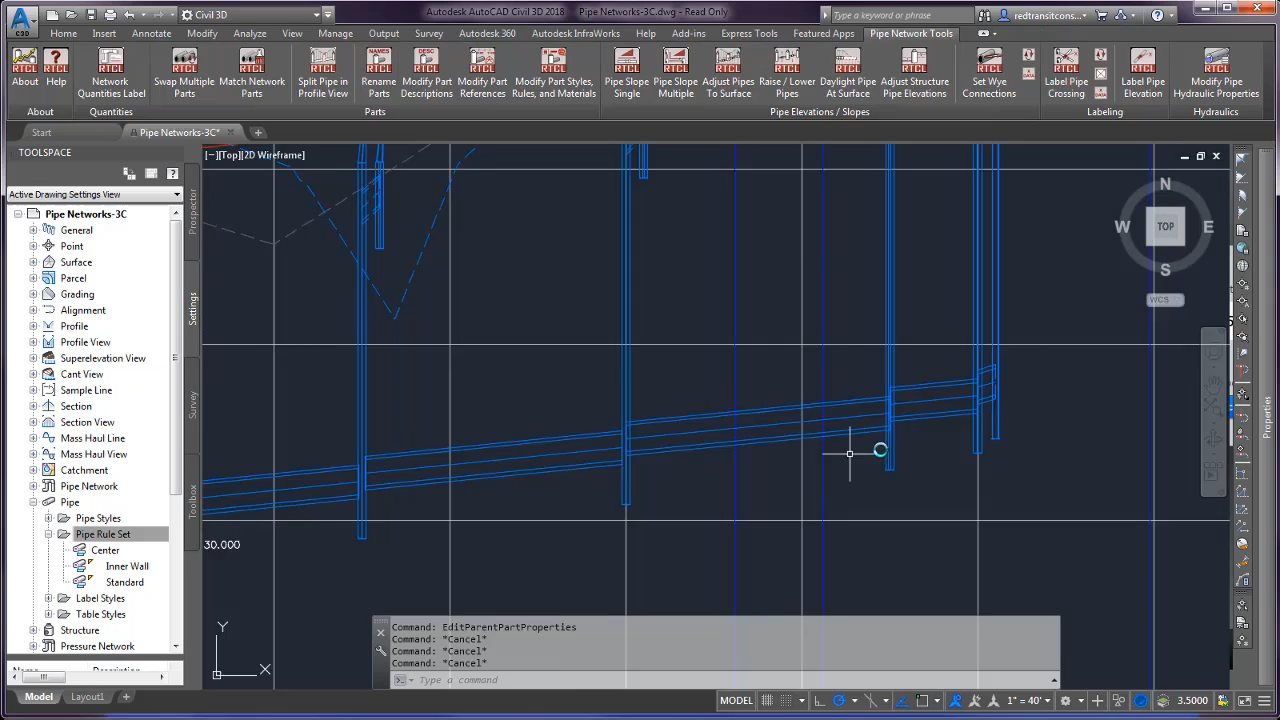 C3D
Civil 3D
Autodesk AutoCAD Civil 3D 2018 Pipe Networks-3C.dwg - Read Only
Type a keyword or phrase
redtransitcons...
Home Insert Annotate Modify Analyze View Manage Output Survey Autodesk 360 Autodesk InfraWorks Help Add-ins Express Tools Featured Apps Pipe Network Tools
About
Help
Network Quantities Label
Swap Multiple Parts
Match Network Parts
Split Pipe in Profile View
Rename Parts
Modify Part Descriptions
Modify Part References
Modify Part Styles, Rules, and Materials
Pipe Slope Single
Pipe Slope Multiple
Adjust Pipes To Surface
Raise / Lower Pipes
Daylight Pipe At Surface
Adjust Structure Pipe Elevations
Set Wye Connections
Label Pipe Crossing
Label Pipe Elevation
Modify Pipe Hydraulic Properties
About Quantities Parts Pipe Elevations / Slopes Labeling Hydraulics
Start
Pipe Networks-3C*
TOOLSPACE
Active Drawing Settings View
Pipe Networks-3C
General
Point
Surface
Parcel
Grading
Alignment
Profile
Profile View
Superelevation View
Cant View
Sample Line
Section
Section View
Mass Haul Line
Mass Haul View
Catchment
Pipe Network
Pipe
Pipe Styles
Pipe Rule Set
Center
Inner Wall
Standard
Label Styles
Table Styles
Structure
Pressure Network
Prospector
Settings
Survey
Toolbox
[−][Top][2D Wireframe]
N
W TOP E
S
WCS
Properties
30.000
Y
X
Command: EditParentPartProperties
Command: *Cancel*
Command: *Cancel*
Command: *Cancel*
Type a command
Model Layout1
MODEL
1" = 40'
3.5000